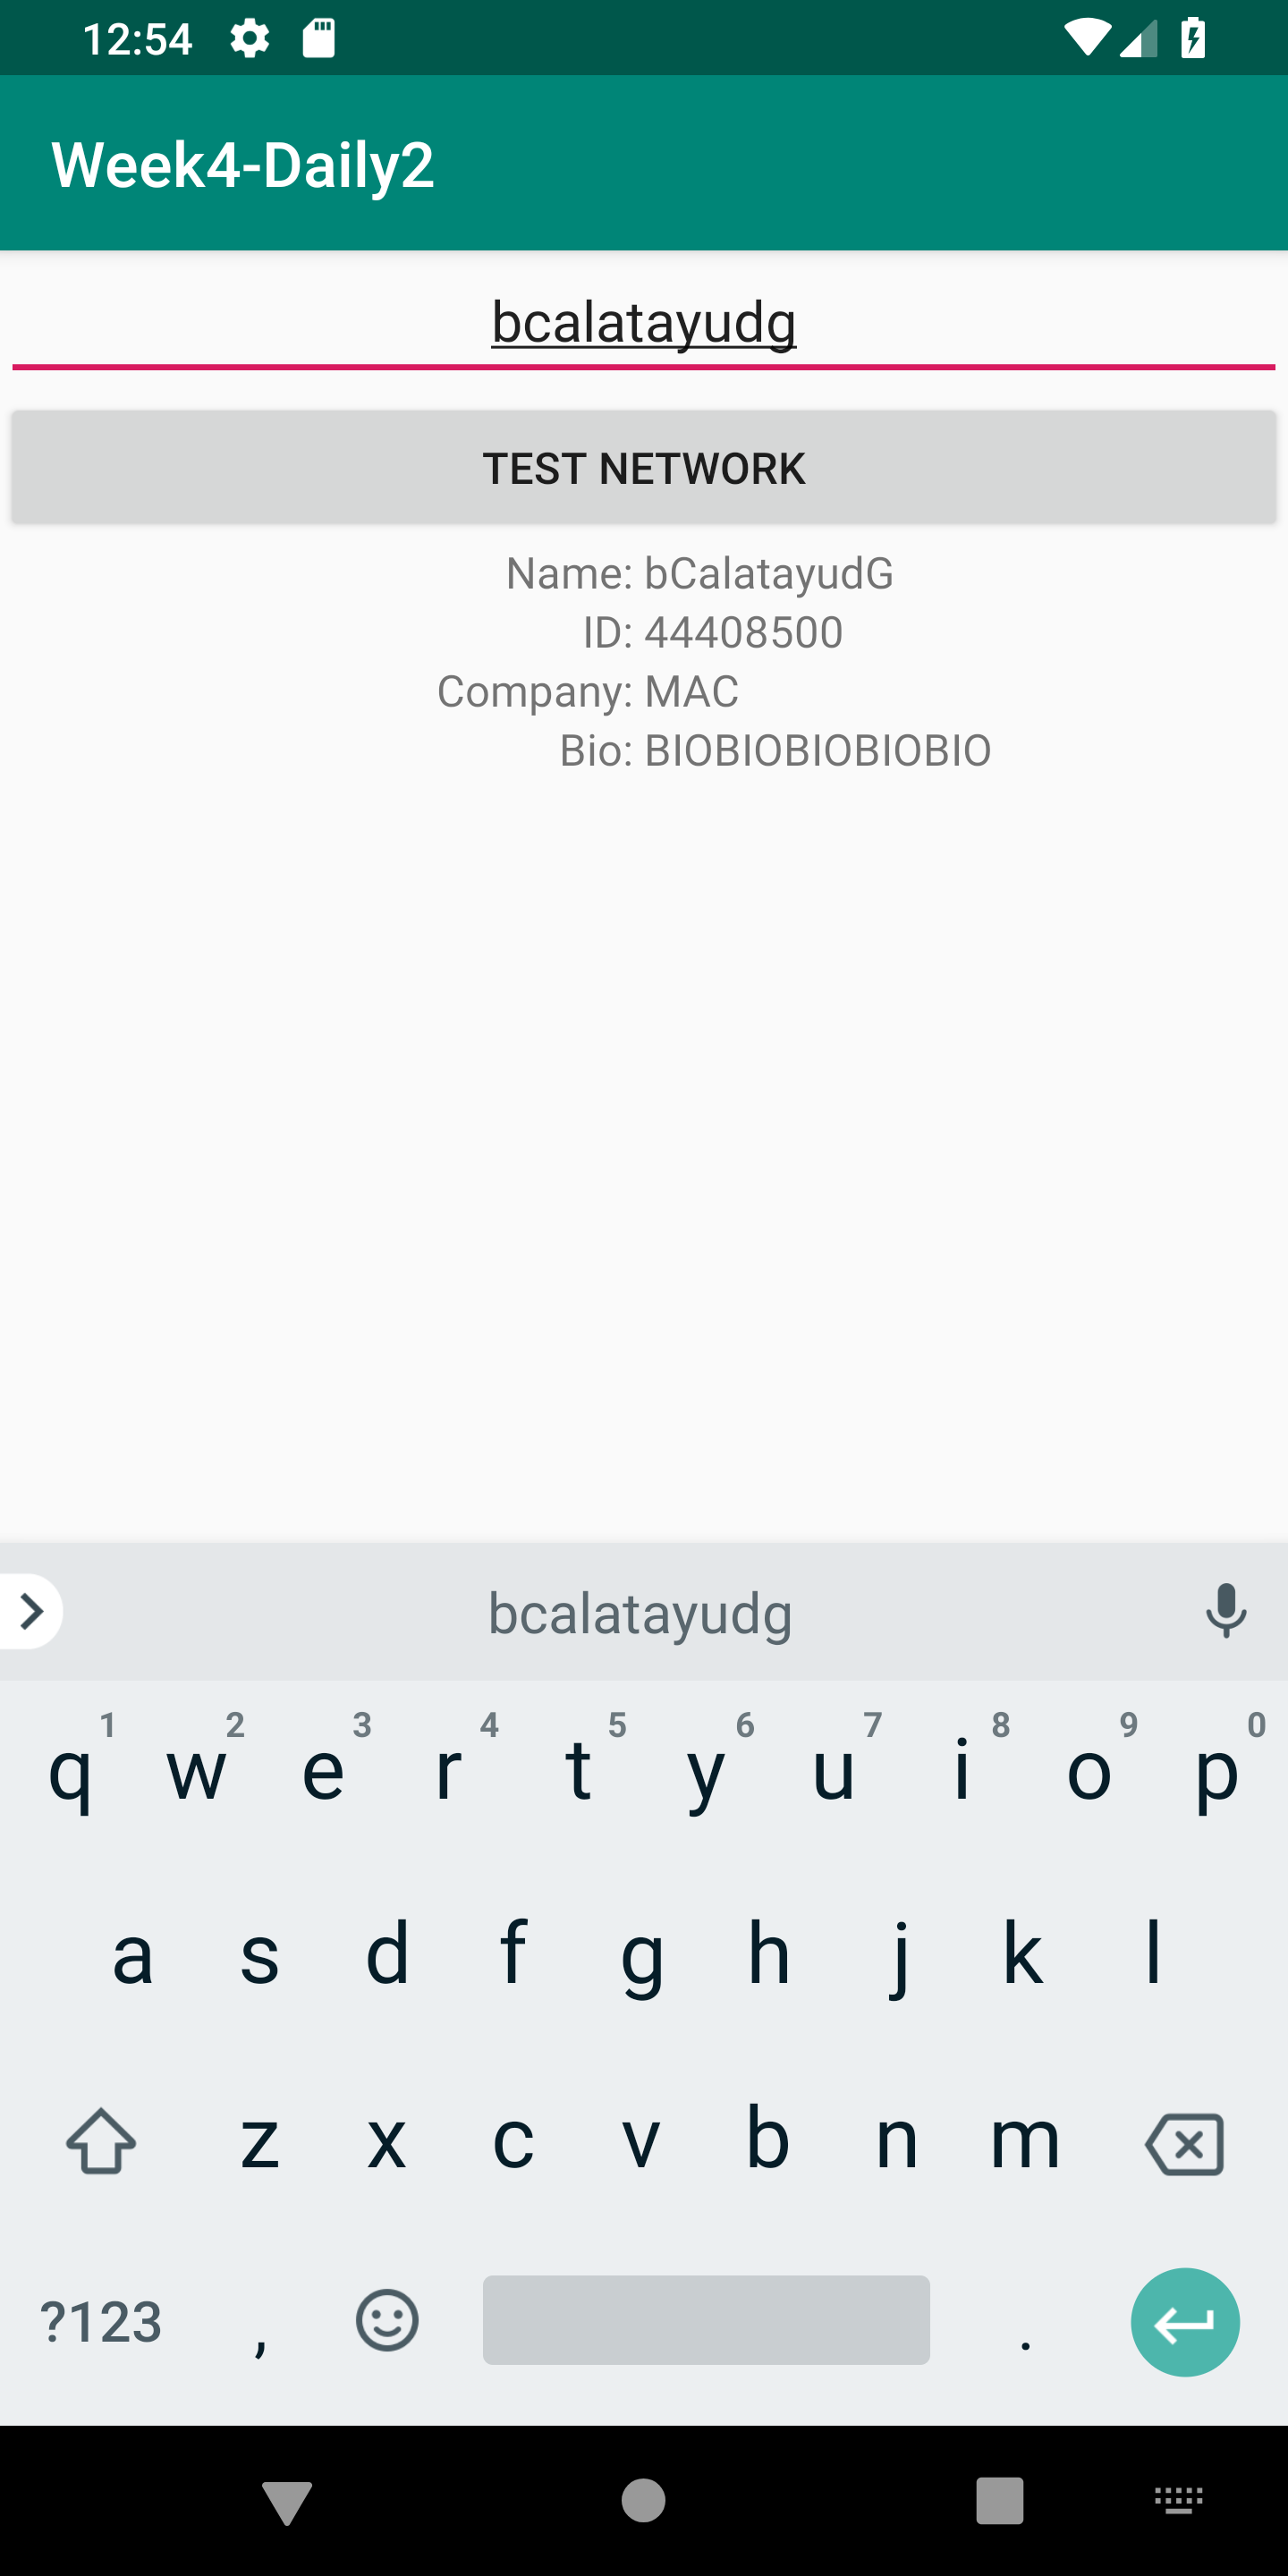 12:54
Week4-Daily2
bcalatayudg
TEST NETWORK
Name: bCalatayudG
ID: 44408500
Company: MAC
Bio: BIOBIOBIOBIOBIO
bcalatayudg
1 2 3 4 5 6 7 8 9 0
q w e r t y u i o p
a s d f g h j k l
z x c v b n m
?123 , .